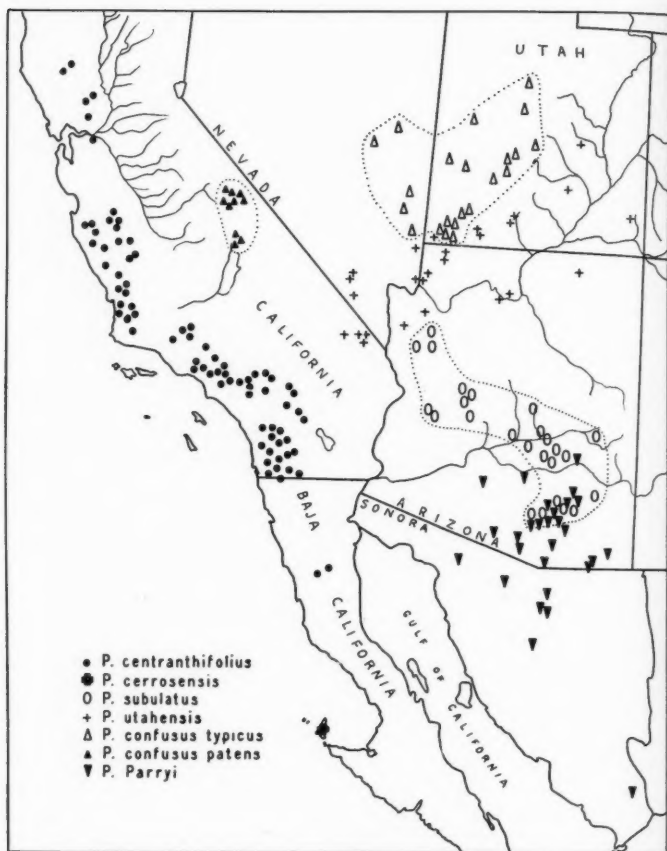 UTAH
NEVADA
CALIFORNIA
ARIZONA
SONORA
BAJA
CALIFORNIA
GULF OF
CALIFORNIA
P. centranthifolius
P. cerrosensis
P. subulatus
P. utahensis
P. confusus typicus
P. confusus patens
P. Parryi